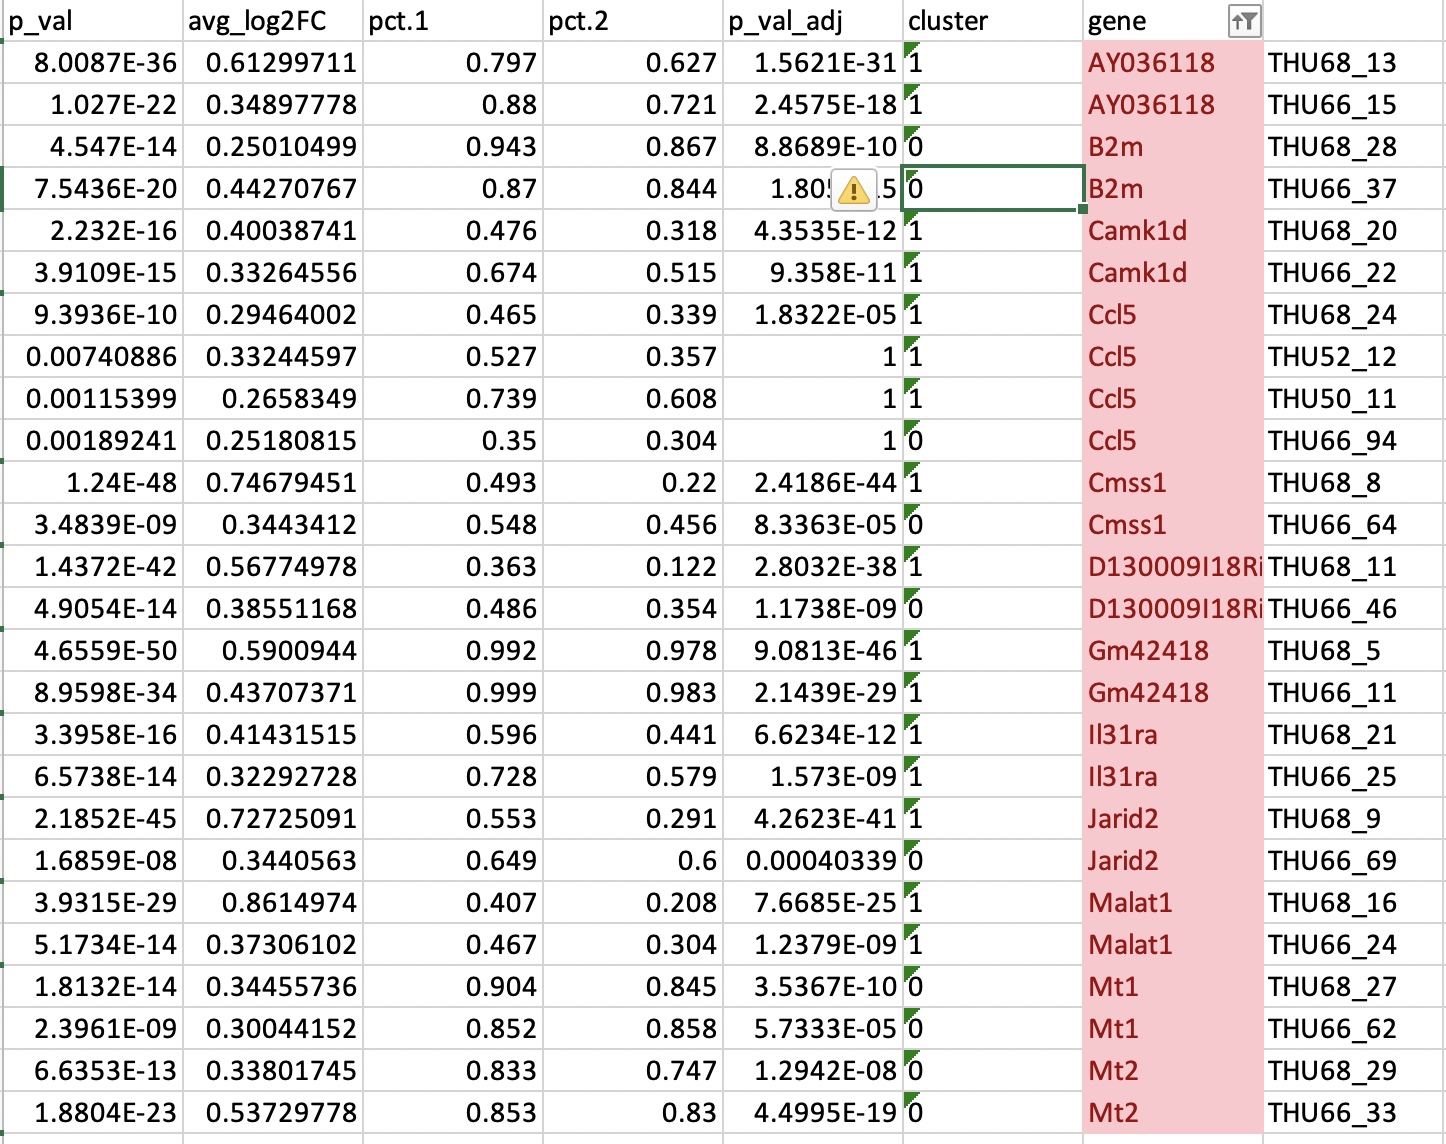 p_val avg_log2FC pct.1 pct.2 p_val_adj cluster gene
8.0087E-36 0.61299711 0.797 0.627 1.5621E-31 1 AY036118 THU68_13
1.027E-22 0.34897778 0.88 0.721 2.4575E-18 1 AY036118 THU66_15
4.547E-14 0.25010499 0.943 0.867 8.8689E-10 0 B2m THU68_28
7.5436E-20 0.44270767 0.87 0.844 0 B2m THU66_37
2.232E-16 0.40038741 0.476 0.318 4.3535E-12 1 Camk1d THU68_20
3.9109E-15 0.33264556 0.674 0.515 9.358E-11 1 Camk1d THU66_22
9.3936E-10 0.29464002 0.465 0.339 1.8322E-05 1 Ccl5 THU68_24
0.00740886 0.33244597 0.527 0.357 1 1 Ccl5 THU52_12
0.00115399 0.2658349 0.739 0.608 1 1 Ccl5 THU50_11
0.00189241 0.25180815 0.35 0.304 1 0 Ccl5 THU66_94
1.24E-48 0.74679451 0.493 0.22 2.4186E-44 1 Cmss1 THU68_8
3.4839E-09 0.3443412 0.548 0.456 8.3363E-05 0 Cmss1 THU66_64
1.4372E-42 0.56774978 0.363 0.122 2.8032E-38 1 D130009I18Ri THU68_11
4.9054E-14 0.38551168 0.486 0.354 1.1738E-09 0 D130009I18Ri THU66_46
4.6559E-50 0.5900944 0.992 0.978 9.0813E-46 1 Gm42418 THU68_5
8.9598E-34 0.43707371 0.999 0.983 2.1439E-29 1 Gm42418 THU66_11
3.3958E-16 0.41431515 0.596 0.441 6.6234E-12 1 Il31ra THU68_21
6.5738E-14 0.32292728 0.728 0.579 1.573E-09 1 Il31ra THU66_25
2.1852E-45 0.72725091 0.553 0.291 4.2623E-41 1 Jarid2 THU68_9
1.6859E-08 0.3440563 0.649 0.6 0.00040339 0 Jarid2 THU66_69
3.9315E-29 0.8614974 0.407 0.208 7.6685E-25 1 Malat1 THU68_16
5.1734E-14 0.37306102 0.467 0.304 1.2379E-09 1 Malat1 THU66_24
1.8132E-14 0.34455736 0.904 0.845 3.5367E-10 0 Mt1 THU68_27
2.3961E-09 0.30044152 0.852 0.858 5.7333E-05 0 Mt1 THU66_62
6.6353E-13 0.33801745 0.833 0.747 1.2942E-08 0 Mt2 THU68_29
1.8804E-23 0.53729778 0.853 0.83 4.4995E-19 0 Mt2 THU66_33